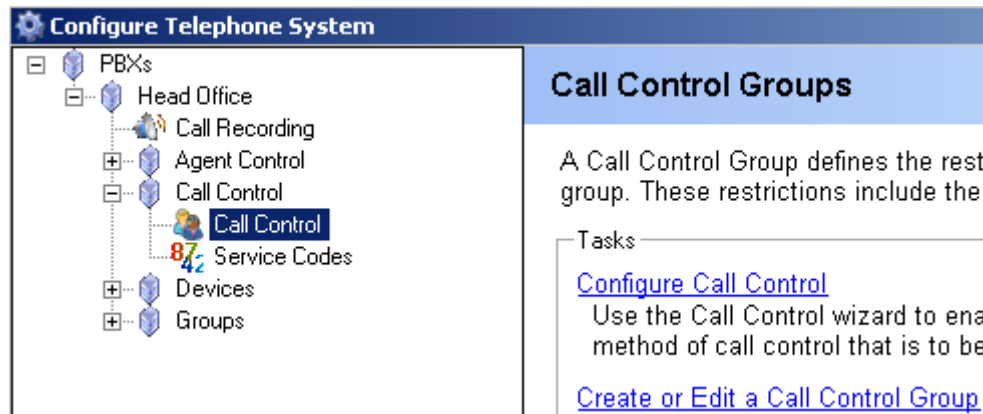 Configure Telephone System
PBXs
Head Office
Call Recording
Agent Control
Call Control
Call Control
Service Codes
Devices
Groups
Call Control Groups
A Call Control Group defines the rest
group. These restrictions include the
Tasks
Configure Call Control
Use the Call Control wizard to ena
method of call control that is to be
Create or Edit a Call Control Group